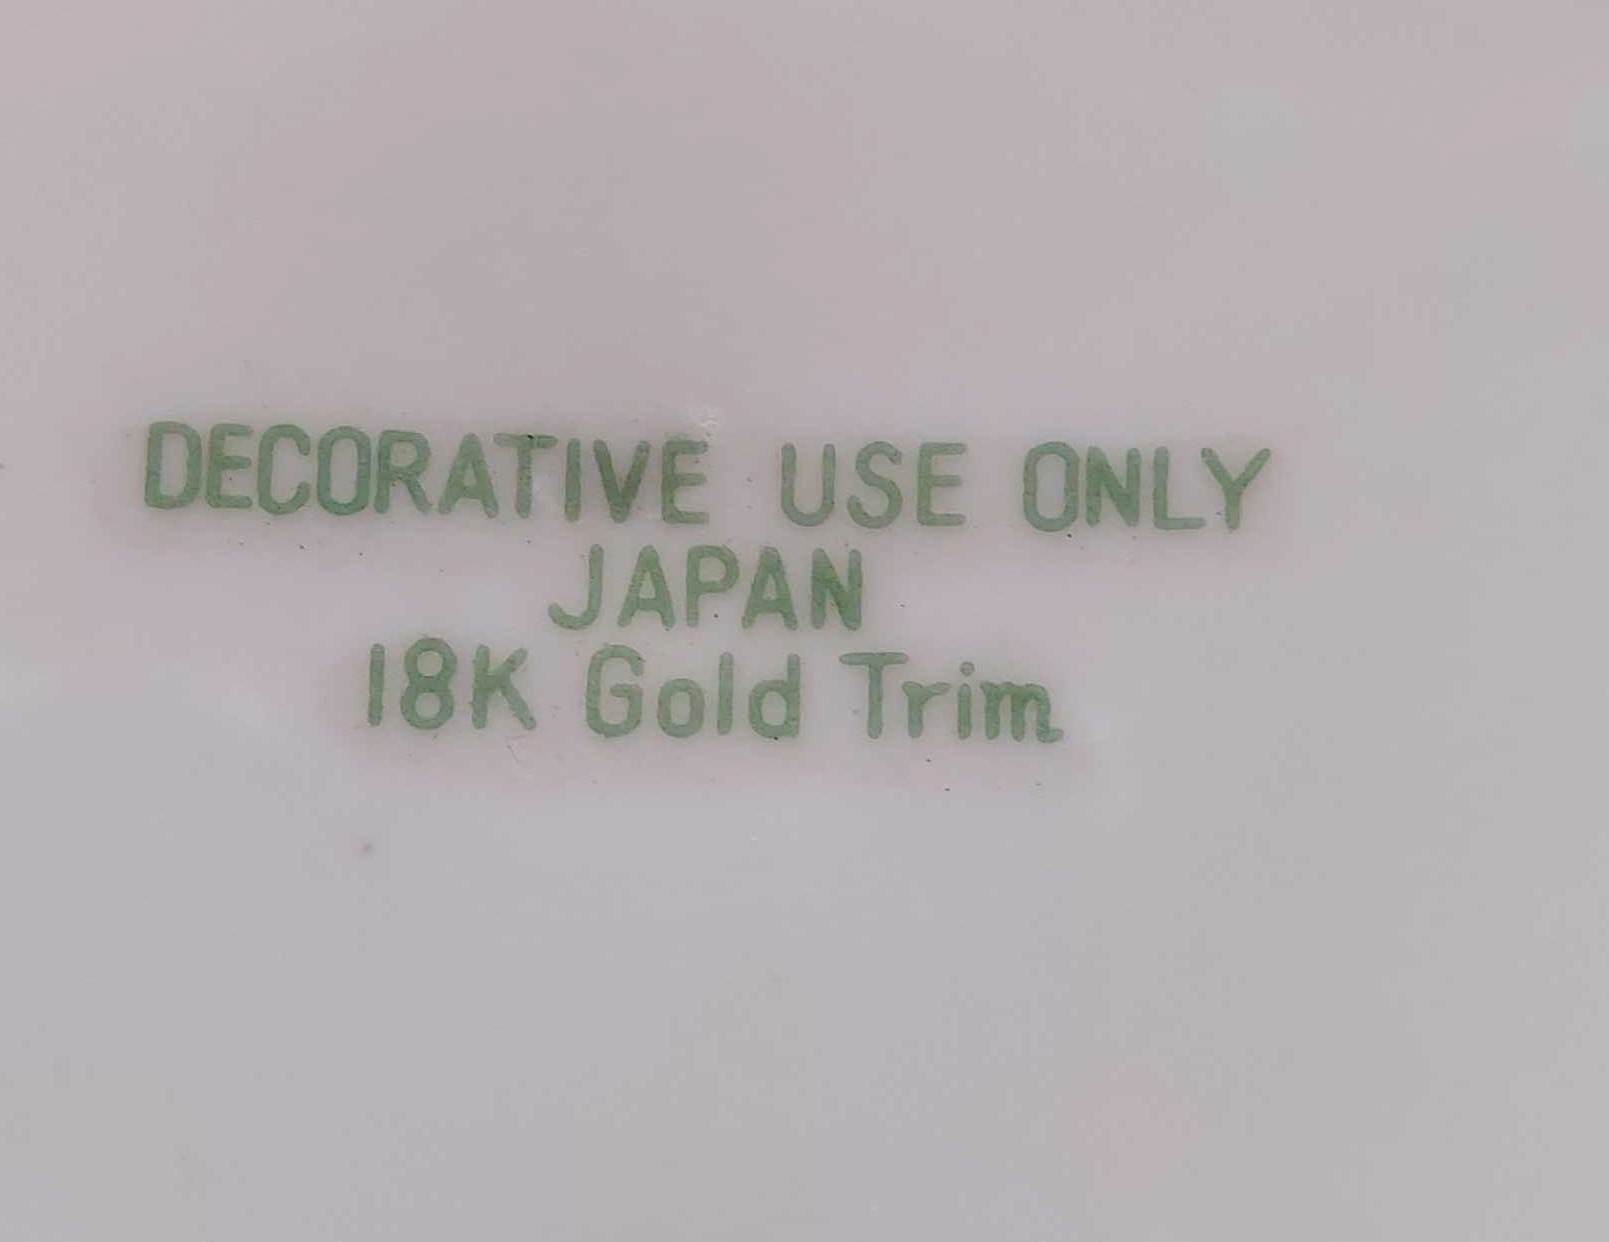 DECORATIVE USE ONLY
JAPAN
18K Gold Trim